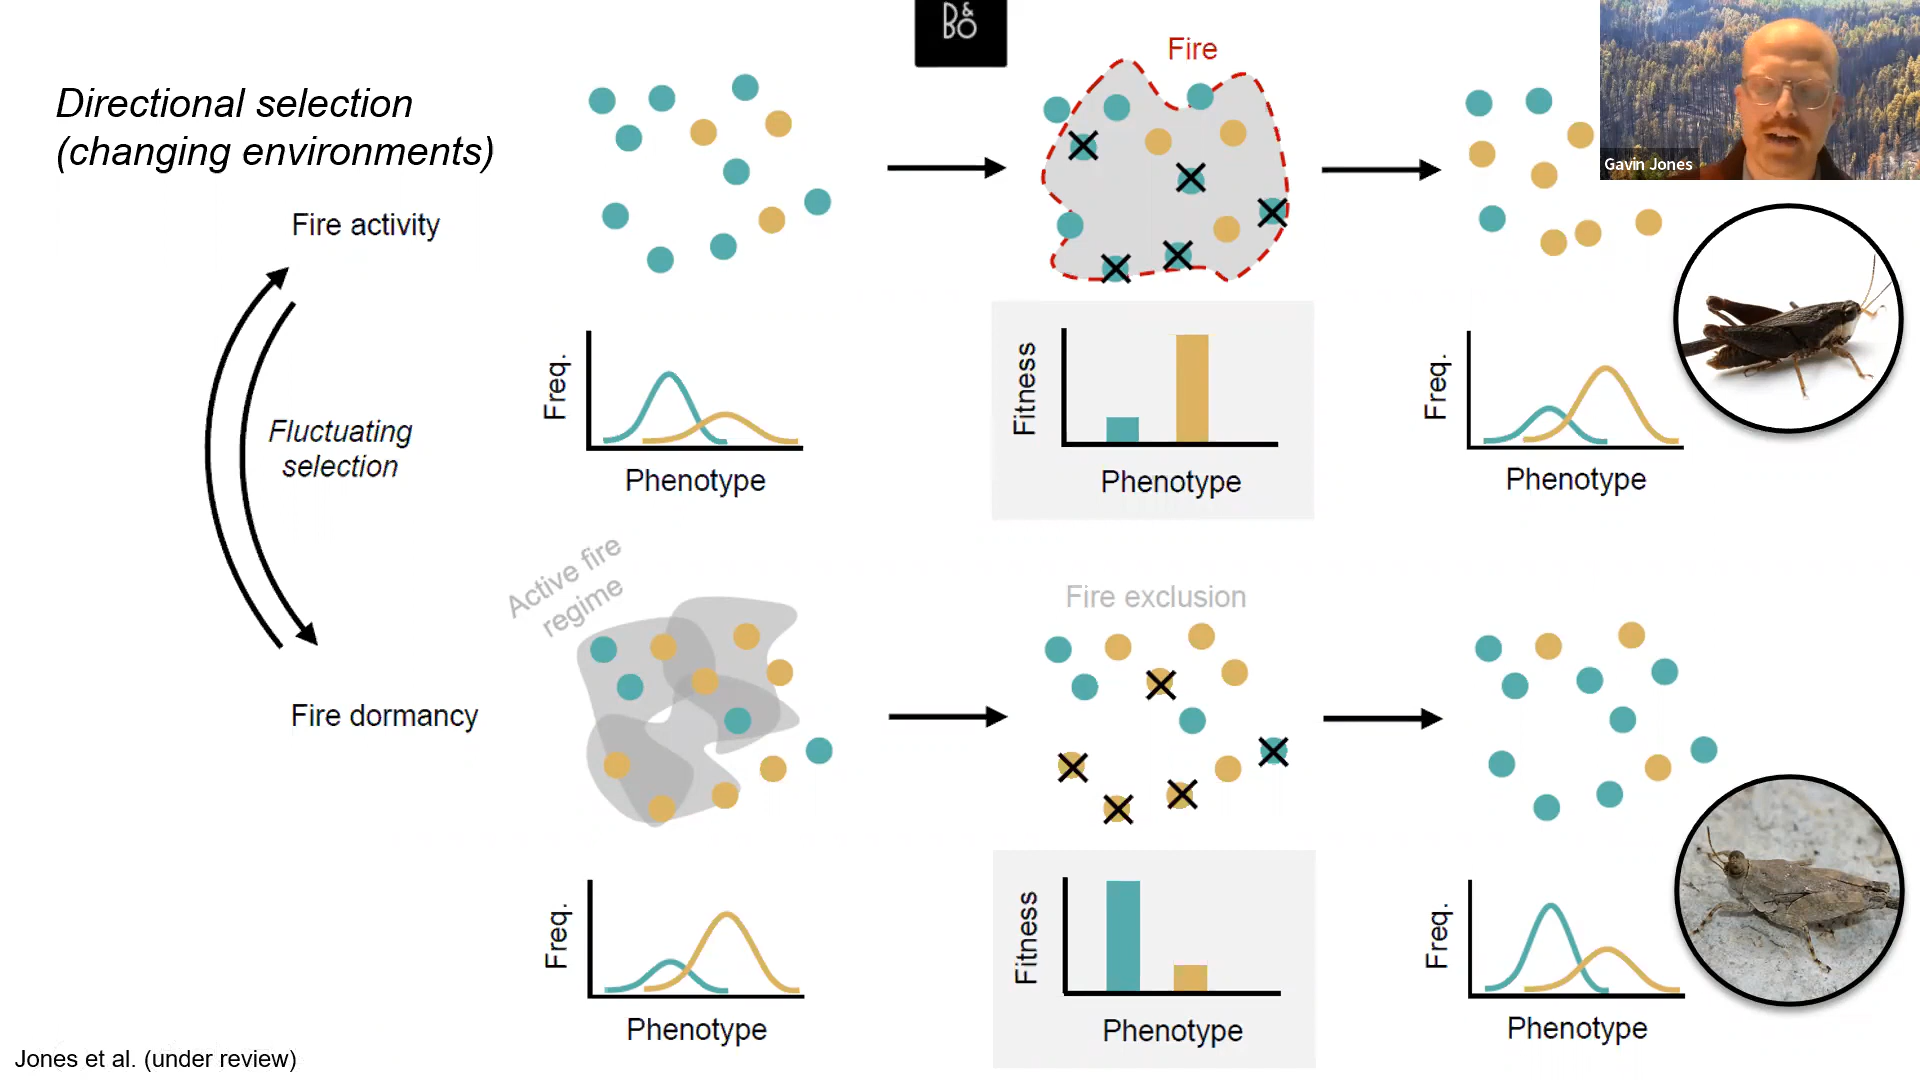 B&O
Directional selection
(changing environments)
Fire
Gavin Jones
Fire activity
Freq.
Phenotype
Fitness
Phenotype
Freq.
Phenotype
Fluctuating
selection
Active fire
regime
Fire exclusion
Fire dormancy
Freq.
Phenotype
Fitness
Phenotype
Freq.
Phenotype
Jones et al. (under review)